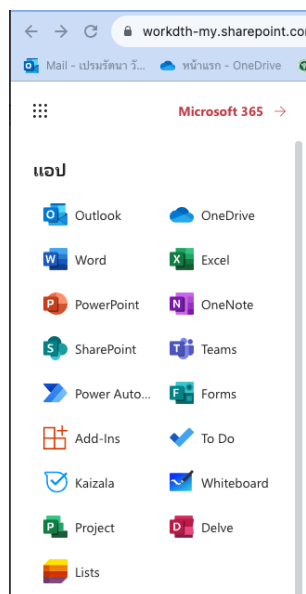 workdth-my.sharepoint.co
Mail - เปรมรัตนา วั... หน้าแรก - OneDrive
Microsoft 365 →
แอป
Outlook OneDrive
Word Excel
PowerPoint OneNote
SharePoint Teams
Power Auto... Forms
Add-Ins To Do
Kaizala Whiteboard
Project Delve
Lists